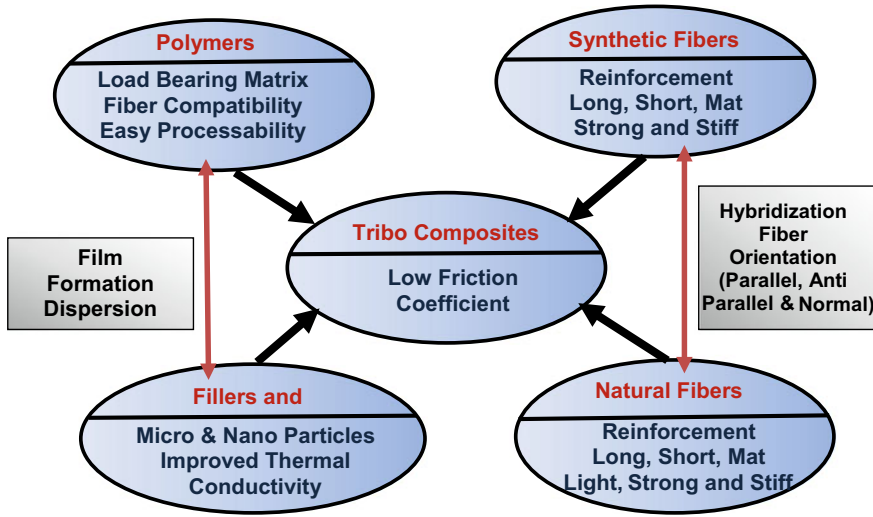 Polymers
Load Bearing Matrix
Fiber Compatibility
Easy Processability
Synthetic Fibers
Reinforcement
Long, Short, Mat
Strong and Stiff
Tribo Composites
Low Friction
Coefficient
Film
Formation
Dispersion
Hybridization
Fiber
Orientation
(Parallel, Anti
Parallel & Normal)
Fillers and
Micro & Nano Particles
Improved Thermal
Conductivity
Natural Fibers
Reinforcement
Long, Short, Mat
Light, Strong and Stiff